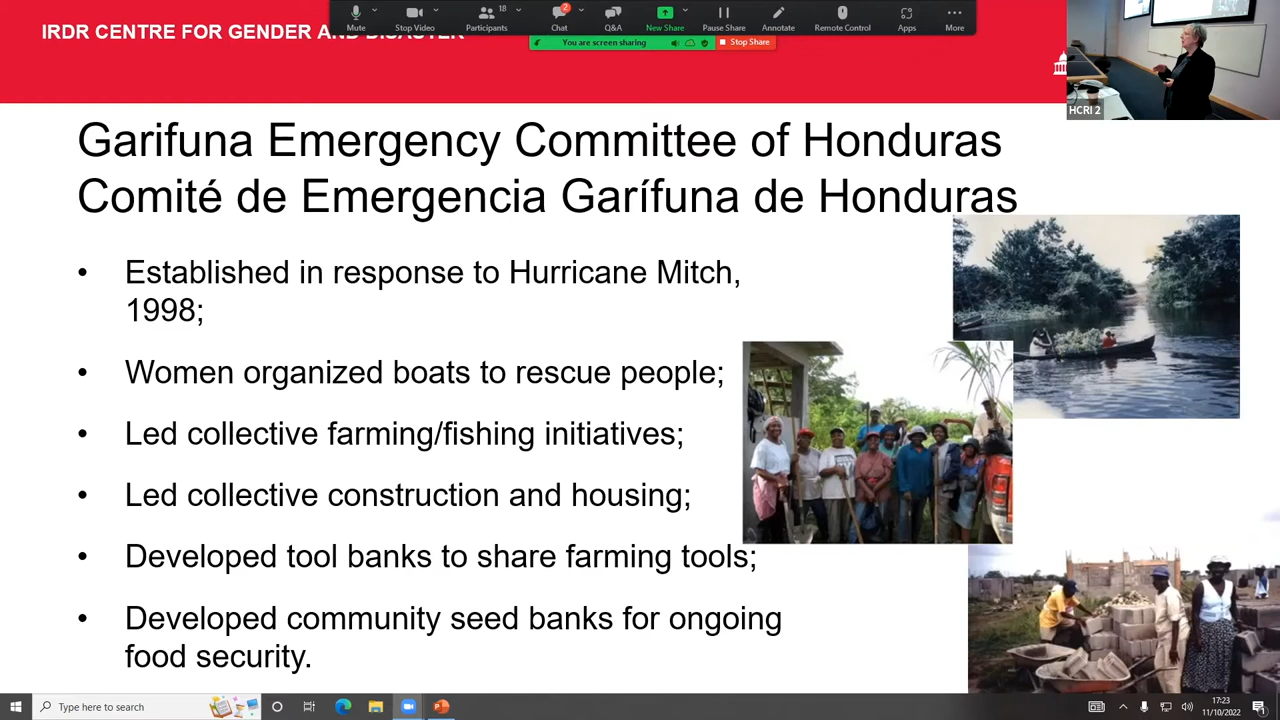 Mute
Stop Video
Participants
18
Chat
2
Q&A
New Share
Pause Share
Annotate
Remote Control
Apps
More
You are screen sharing
Stop Share
IRDR CENTRE FOR GENDER AND DISASTER
HCRI 2
Garifuna Emergency Committee of Honduras
Comité de Emergencia Garífuna de Honduras
• Established in response to Hurricane Mitch,
1998;
• Women organized boats to rescue people;
• Led collective farming/fishing initiatives;
• Led collective construction and housing;
• Developed tool banks to share farming tools;
• Developed community seed banks for ongoing
food security.
Type here to search
17:23
11/10/2022
1